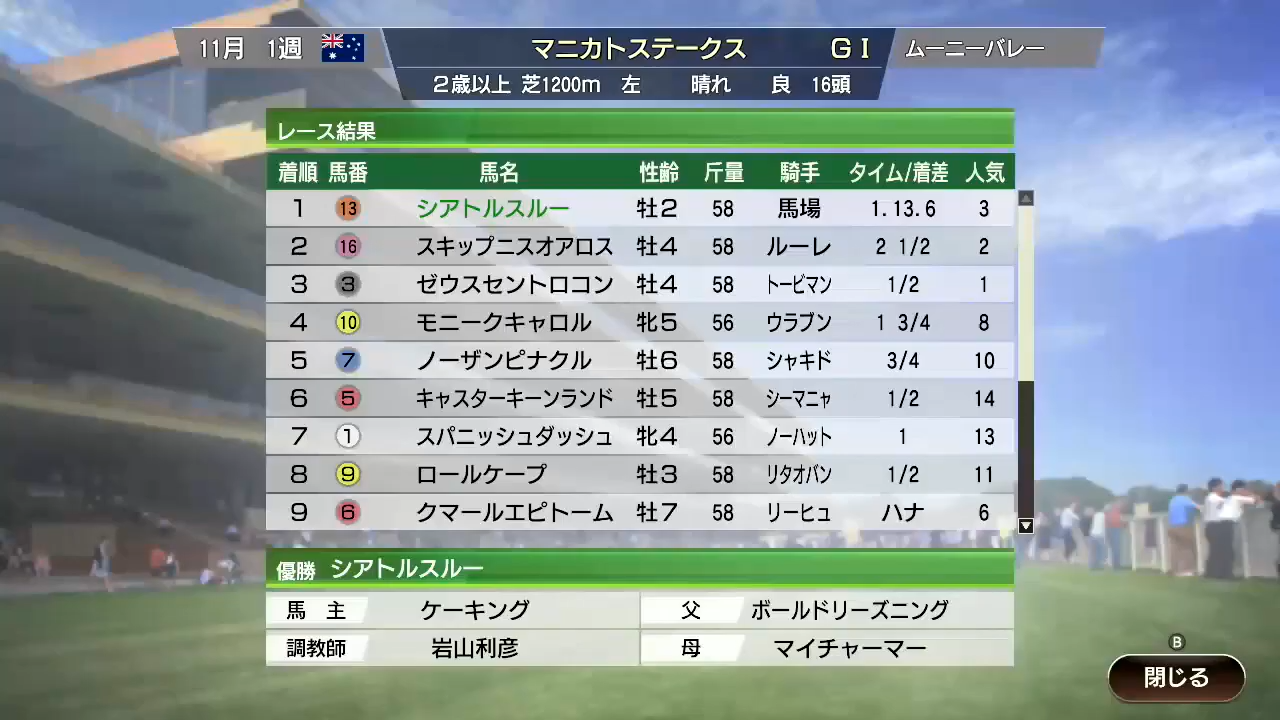 11月 1週 マニカトステークス GⅠ ムーニーバレー
2歳以上 芝1200m 左 晴れ 良 16頭
レース結果
着順 馬番 馬名 性齢 斤量 騎手 タイム/着差 人気
1 13 シアトルスルー 牡2 58 馬場 1.13.6 3
2 16 スキップニスオアロス 牡4 58 ルーレ 2 1/2 2
3 3 ゼウスセントロコン 牡4 58 トービマン 1/2 1
4 10 モニークキャロル 牝5 56 ウラブン 1 3/4 8
5 7 ノーザンピナクル 牡6 58 シャキド 3/4 10
6 5 キャスターキーンランド 牡5 58 シーマニャ 1/2 14
7 1 スパニッシュダッシュ 牝4 56 ノーハット 1 13
8 9 ロールケープ 牡3 58 リタオバン 1/2 11
9 6 クマールエピトーム 牡7 58 リーヒュ ハナ 6
優勝 シアトルスルー
馬主 ケーキング 父 ボールドリーズニング
調教師 岩山利彦 母 マイチャーマー
B
閉じる